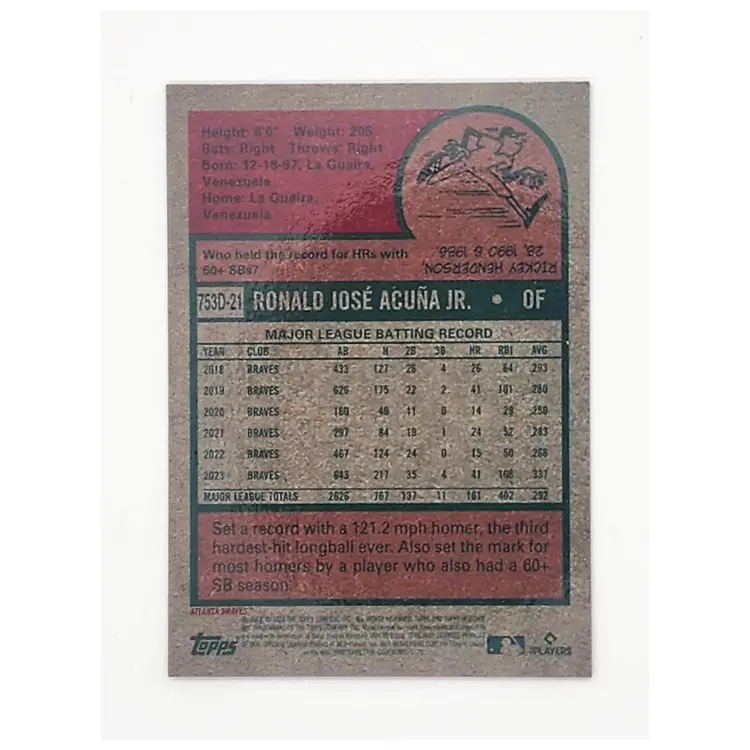 Height: 6'0" Weight: 205
Bats: Right Throws: Right
Born: 12-18-97, La Guaira,
Venezuela
Home: La Guaira,
Venezuela
Who held the record for HRs with
60+ SBs?
RICKEY HENDERSON,
28, 1990 & 1986.
753D-21 RONALD JOSÉ ACUÑA JR. • OF
MAJOR LEAGUE BATTING RECORD
YEAR CLUB AB H 2B 3B HR RBI AVG
2018 BRAVES 433 127 26 4 26 64 .293
2019 BRAVES 626 175 22 2 41 101 .280
2020 BRAVES 160 40 11 0 14 29 .250
2021 BRAVES 297 84 19 1 24 52 .283
2022 BRAVES 467 124 24 0 15 50 .266
2023 BRAVES 643 217 35 4 41 106 .337
MAJOR LEAGUE TOTALS 2626 767 137 11 161 402 .292
Set a record with a 121.2 mph homer, the third
hardest-hit longball ever. Also set the mark for
most homers by a player who also had a 60+
SB season.
ATLANTA BRAVES™
TOPPS
PLAYERS